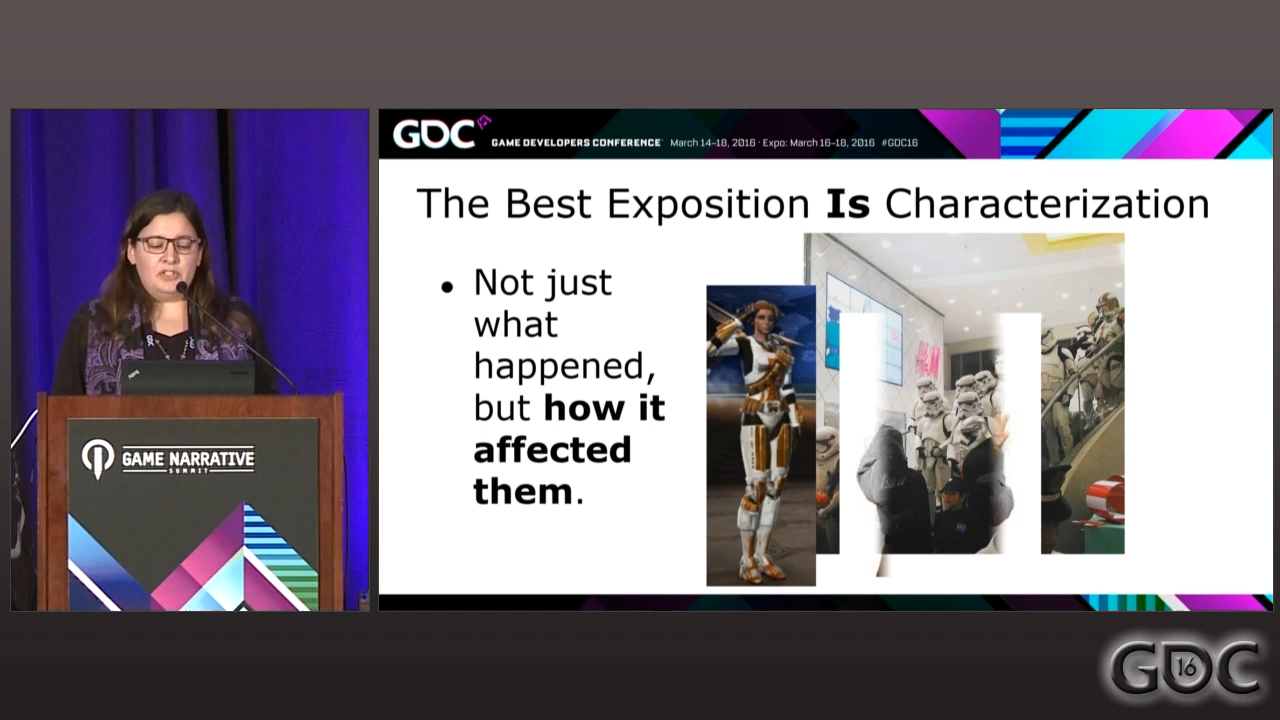 GDC
GAME DEVELOPERS CONFERENCE March 14-18, 2016 · Expo: March 16-18, 2016 #GDC16
The Best Exposition Is Characterization
• Not just
what
happened,
but how it
affected
them.
H&M
GAME NARRATIVE
SUMMIT
GDC
16